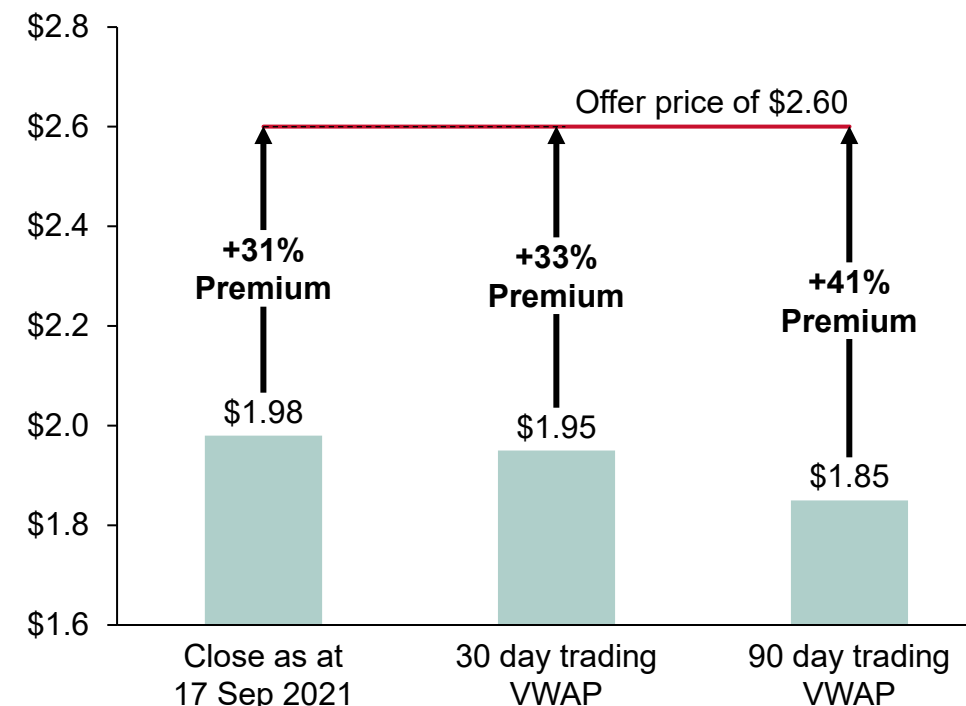 $2.8
$2.6
$2.4
$2.2
$2.0
$1.8
$1.6
Offer price of $2.60
+31%
Premium
+33%
Premium
+41%
Premium
$1.98
$1.95
$1.85
Close as at
17 Sep 2021
30 day trading
VWAP
90 day trading
VWAP